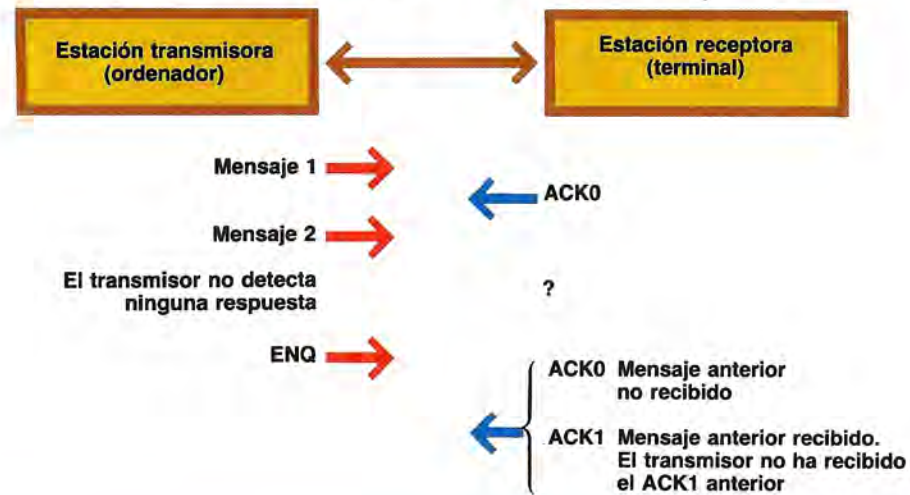 Estación transmisora
(ordenador)
Estación receptora
(terminal)
Mensaje 1
ACK0
Mensaje 2
El transmisor no detecta
ninguna respuesta
?
ENQ
ACK0 Mensaje anterior
no recibido
ACK1 Mensaje anterior recibido.
El transmisor no ha recibido
el ACK1 anterior